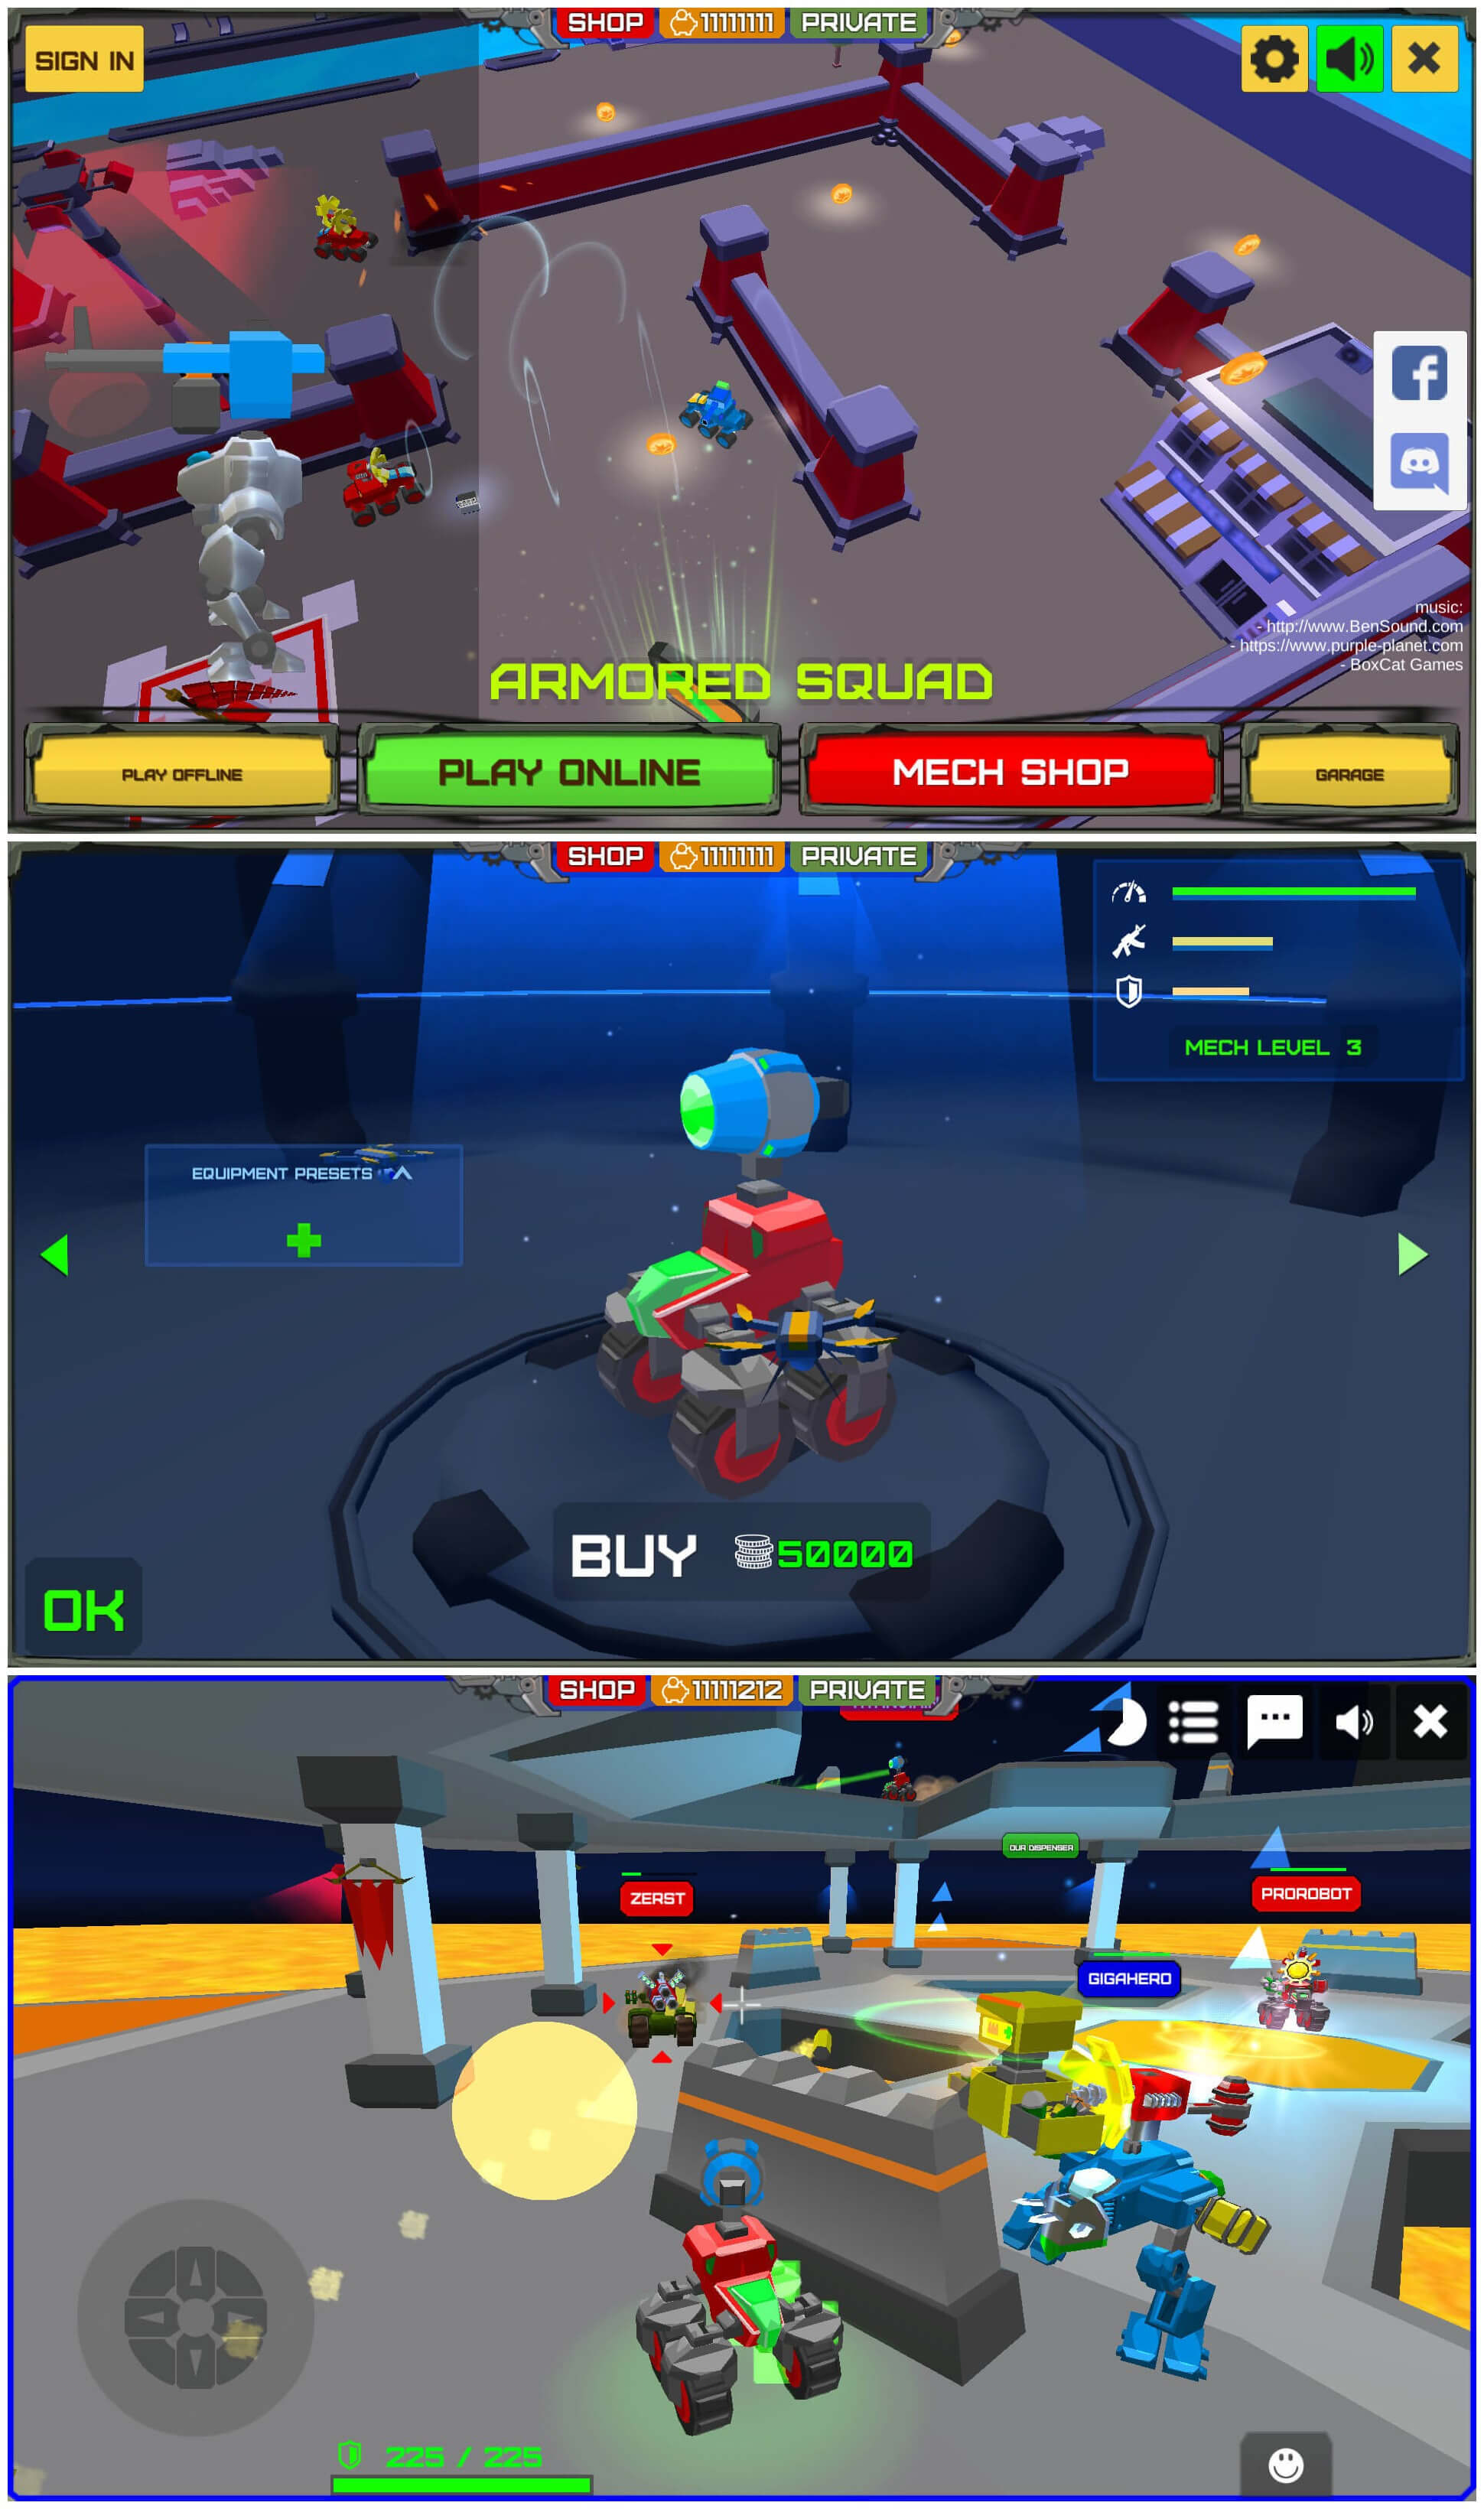 SHOP 11111111 PRIVATE
SIGN IN
music:
- http://www.BenSound.com
- https://www.purple-planet.com
- BoxCat Games
ARMORED SQUAD
PLAY OFFLINE
PLAY ONLINE
MECH SHOP
GARAGE
SHOP 11111111 PRIVATE
MECH LEVEL 3
EQUIPMENT PRESETS
BUY 50000
OK
SHOP 11111212 PRIVATE
OUR DISPENSER
ZERST
PROROBOT
GIGAHERO
225 / 225